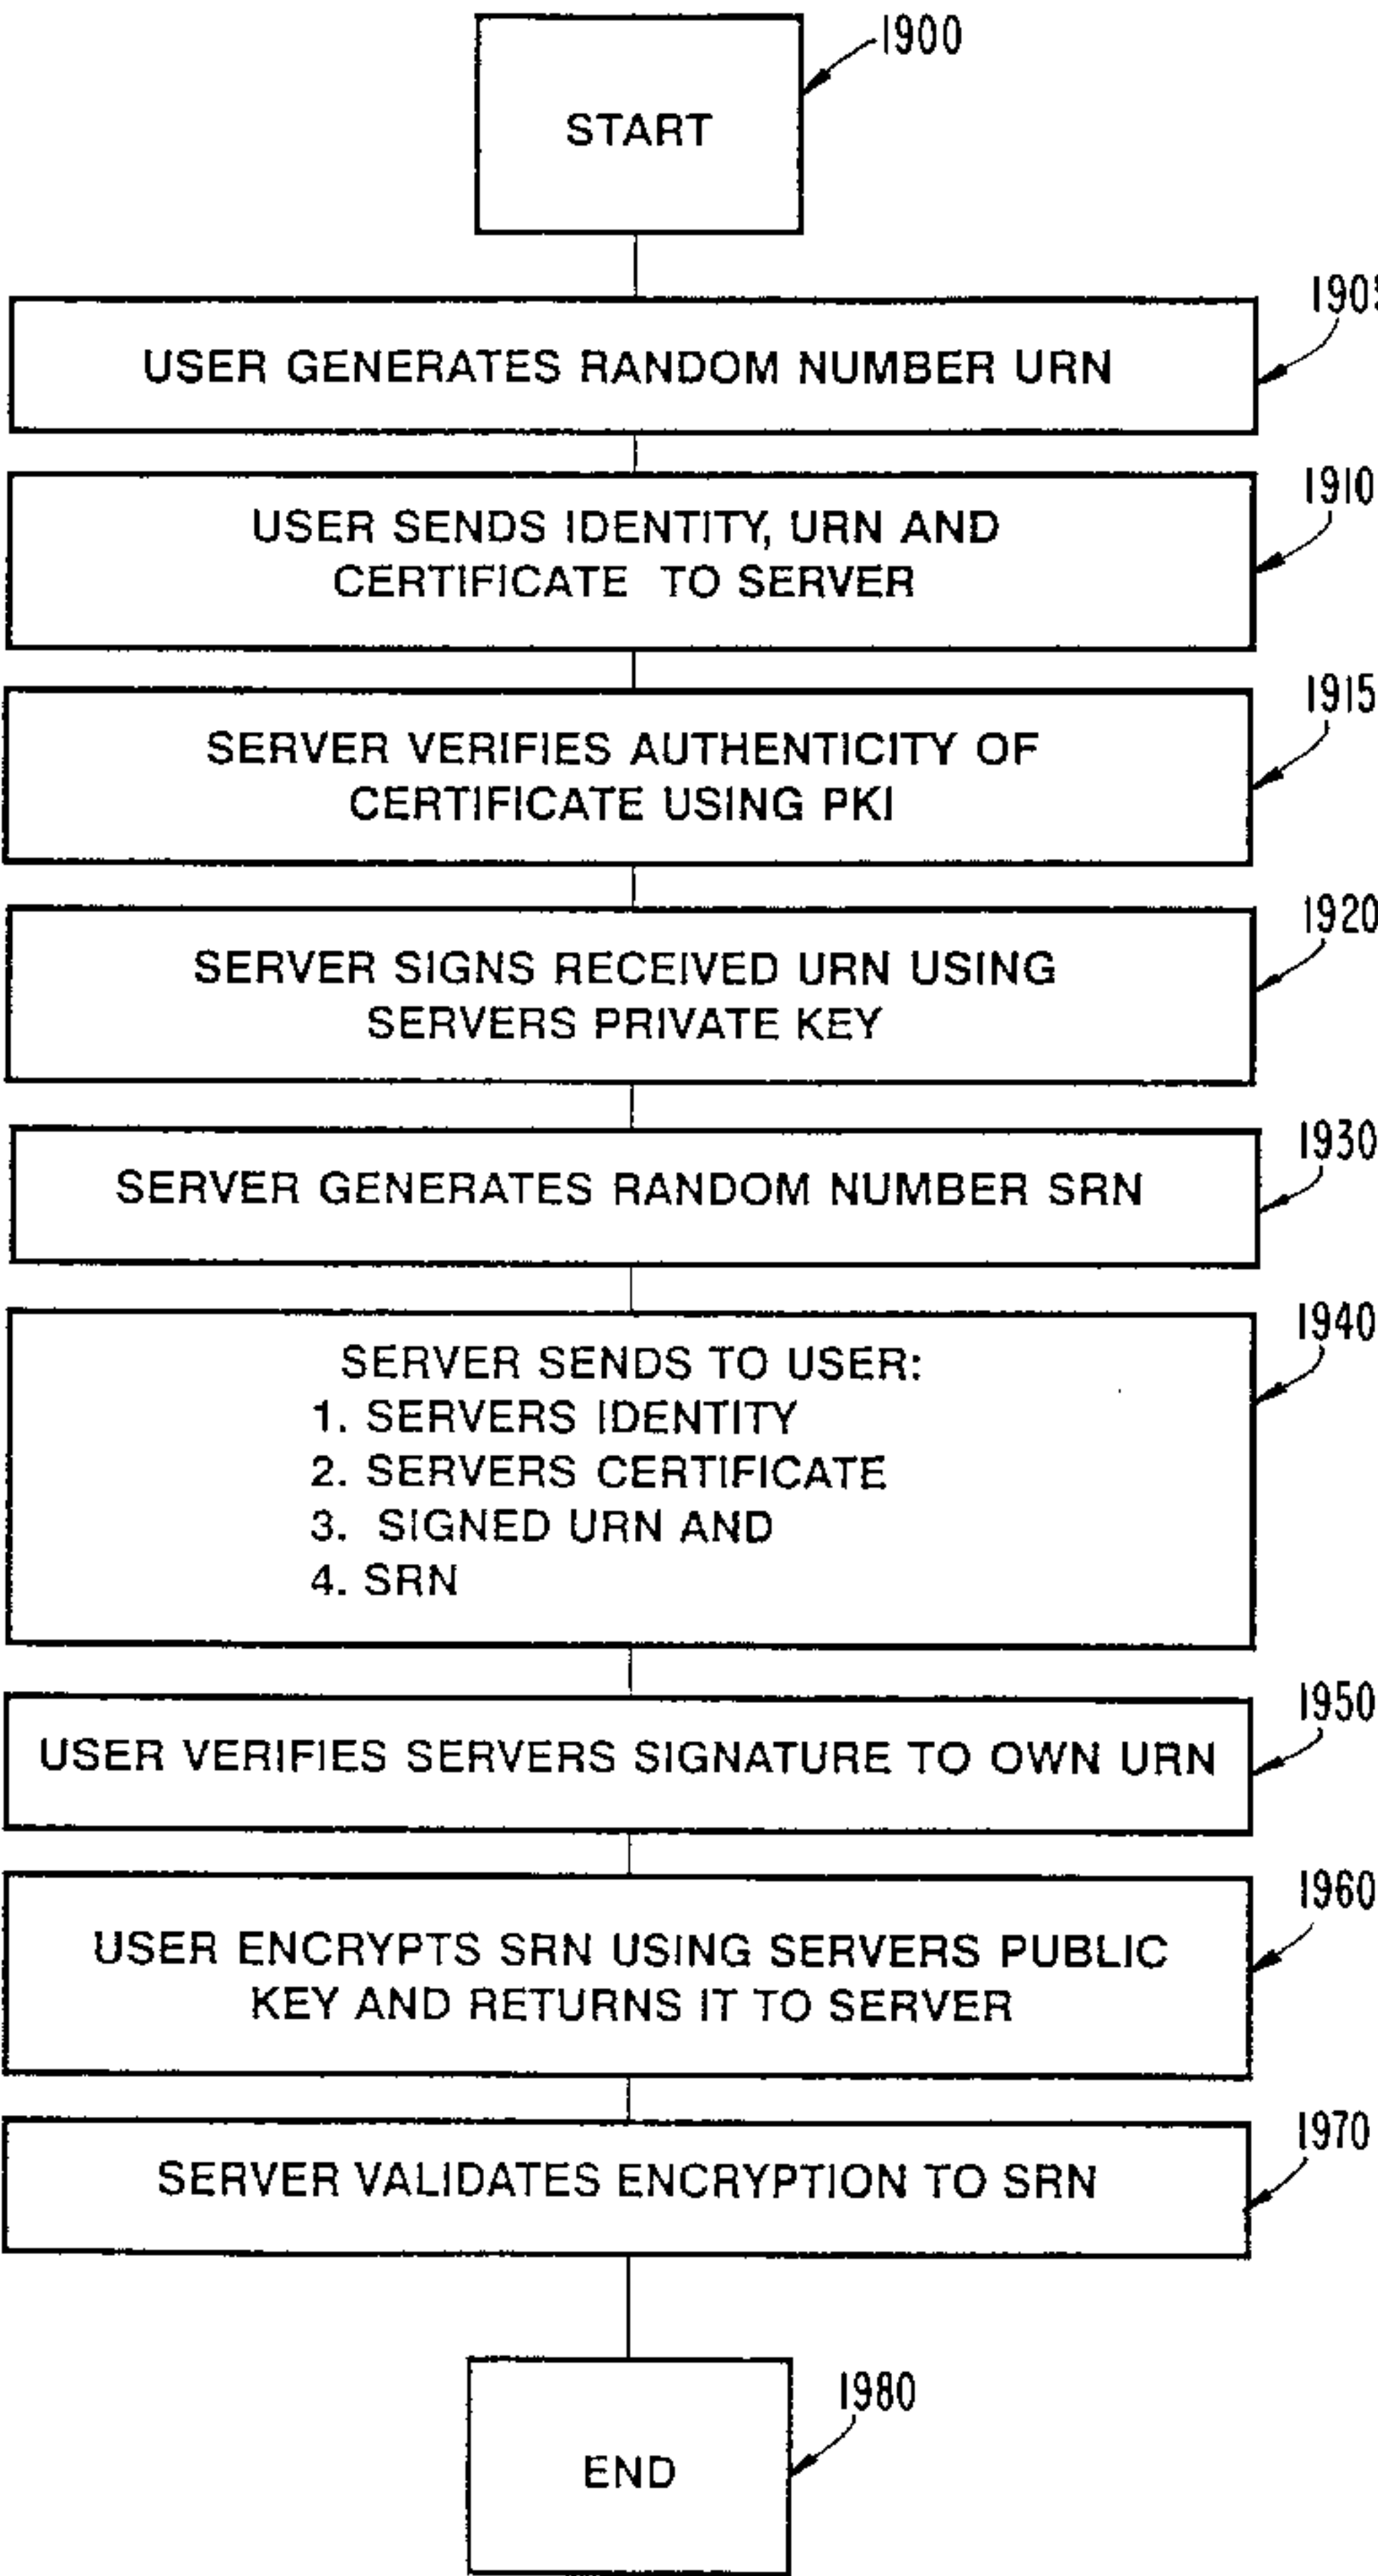 START
1900
USER GENERATES RANDOM NUMBER URN
1905
USER SENDS IDENTITY, URN AND
CERTIFICATE TO SERVER
1910
SERVER VERIFIES AUTHENTICITY OF
CERTIFICATE USING PKI
1915
SERVER SIGNS RECEIVED URN USING
SERVERS PRIVATE KEY
1920
SERVER GENERATES RANDOM NUMBER SRN
1930
SERVER SENDS TO USER:
1. SERVERS IDENTITY
2. SERVERS CERTIFICATE
3. SIGNED URN AND
4. SRN
1940
USER VERIFIES SERVERS SIGNATURE TO OWN URN
1950
USER ENCRYPTS SRN USING SERVERS PUBLIC
KEY AND RETURNS IT TO SERVER
1960
SERVER VALIDATES ENCRYPTION TO SRN
1970
END
1980